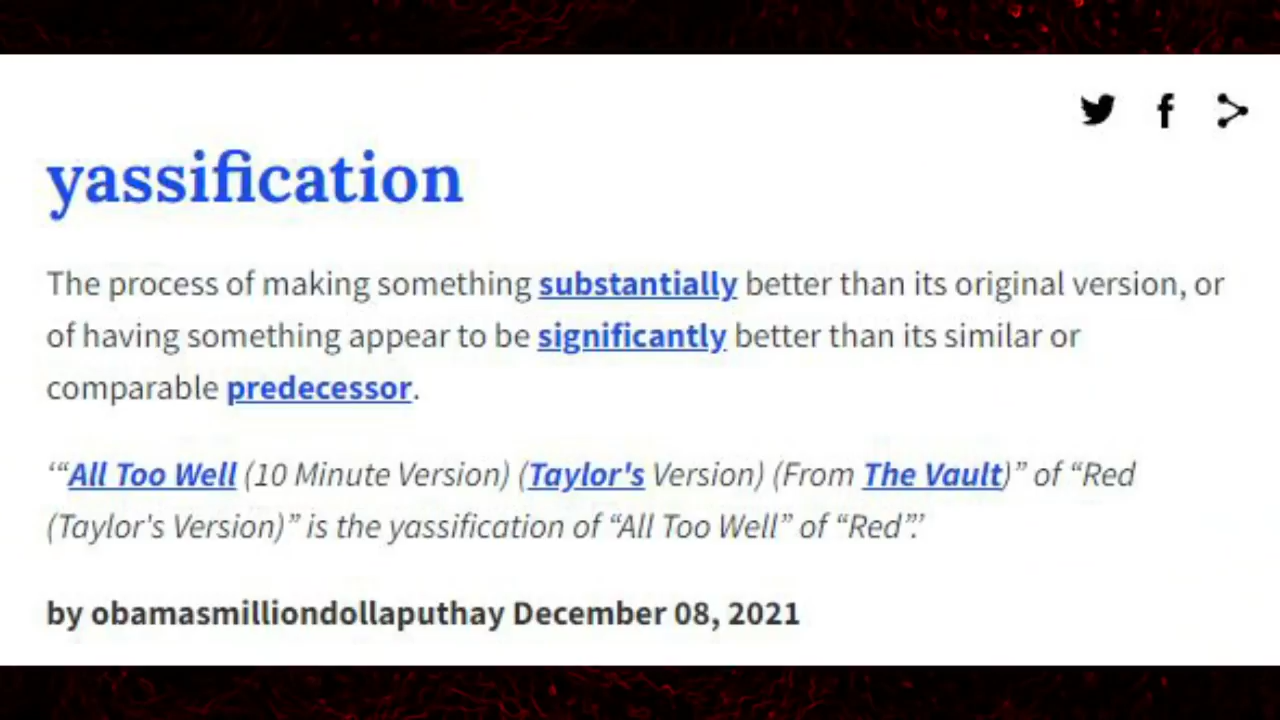 yassification
The process of making something substantially better than its original version, or
of having something appear to be significantly better than its similar or
comparable predecessor.
‘“All Too Well (10 Minute Version) (Taylor's Version) (From The Vault)” of “Red
(Taylor's Version)” is the yassification of “All Too Well” of “Red”.’
by obamasmilliondollaputhay December 08, 2021